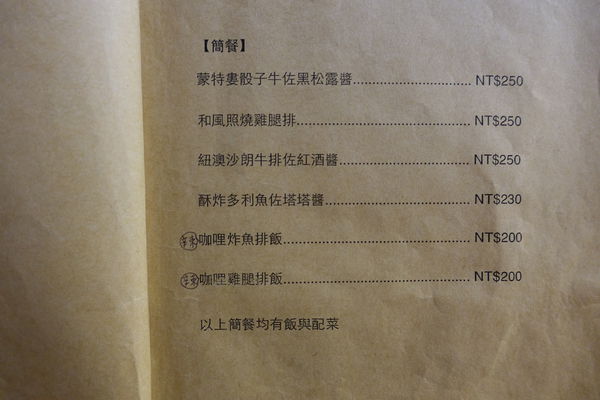 【簡餐】
蒙特婁骰子牛佐黑松露醬.............................. NT$250
和風照燒雞腿排............................................ NT$250
紐澳沙朗牛排佐紅酒醬................................. NT$250
酥炸多利魚佐塔塔醬..................................... NT$230
辣咖哩炸魚排飯............................................... NT$200
辣咖哩雞腿排飯............................................... NT$200
以上簡餐均有飯與配菜